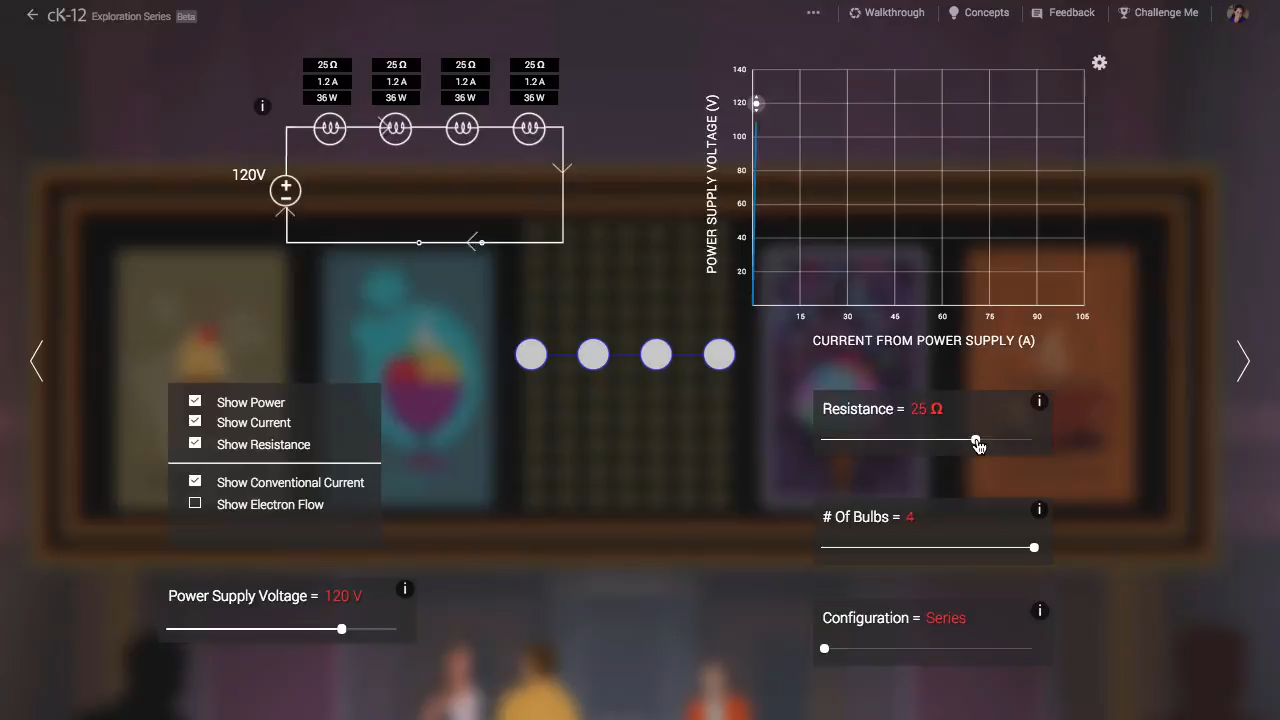 ← cK-12 Exploration Series Beta
••• Walkthrough Concepts Feedback Challenge Me
25 Ω 25 Ω 25 Ω 25 Ω
1.2 A 1.2 A 1.2 A 1.2 A
36 W 36 W 36 W 36 W
i
120V
+
−
POWER SUPPLY VOLTAGE (V)
140
120
100
80
60
40
20
15 30 45 60 75 90 105
CURRENT FROM POWER SUPPLY (A)
Show Power
Show Current
Show Resistance
Show Conventional Current
Show Electron Flow
Power Supply Voltage = 120 V i
Resistance = 25 Ω i
# Of Bulbs = 4 i
Configuration = Series i